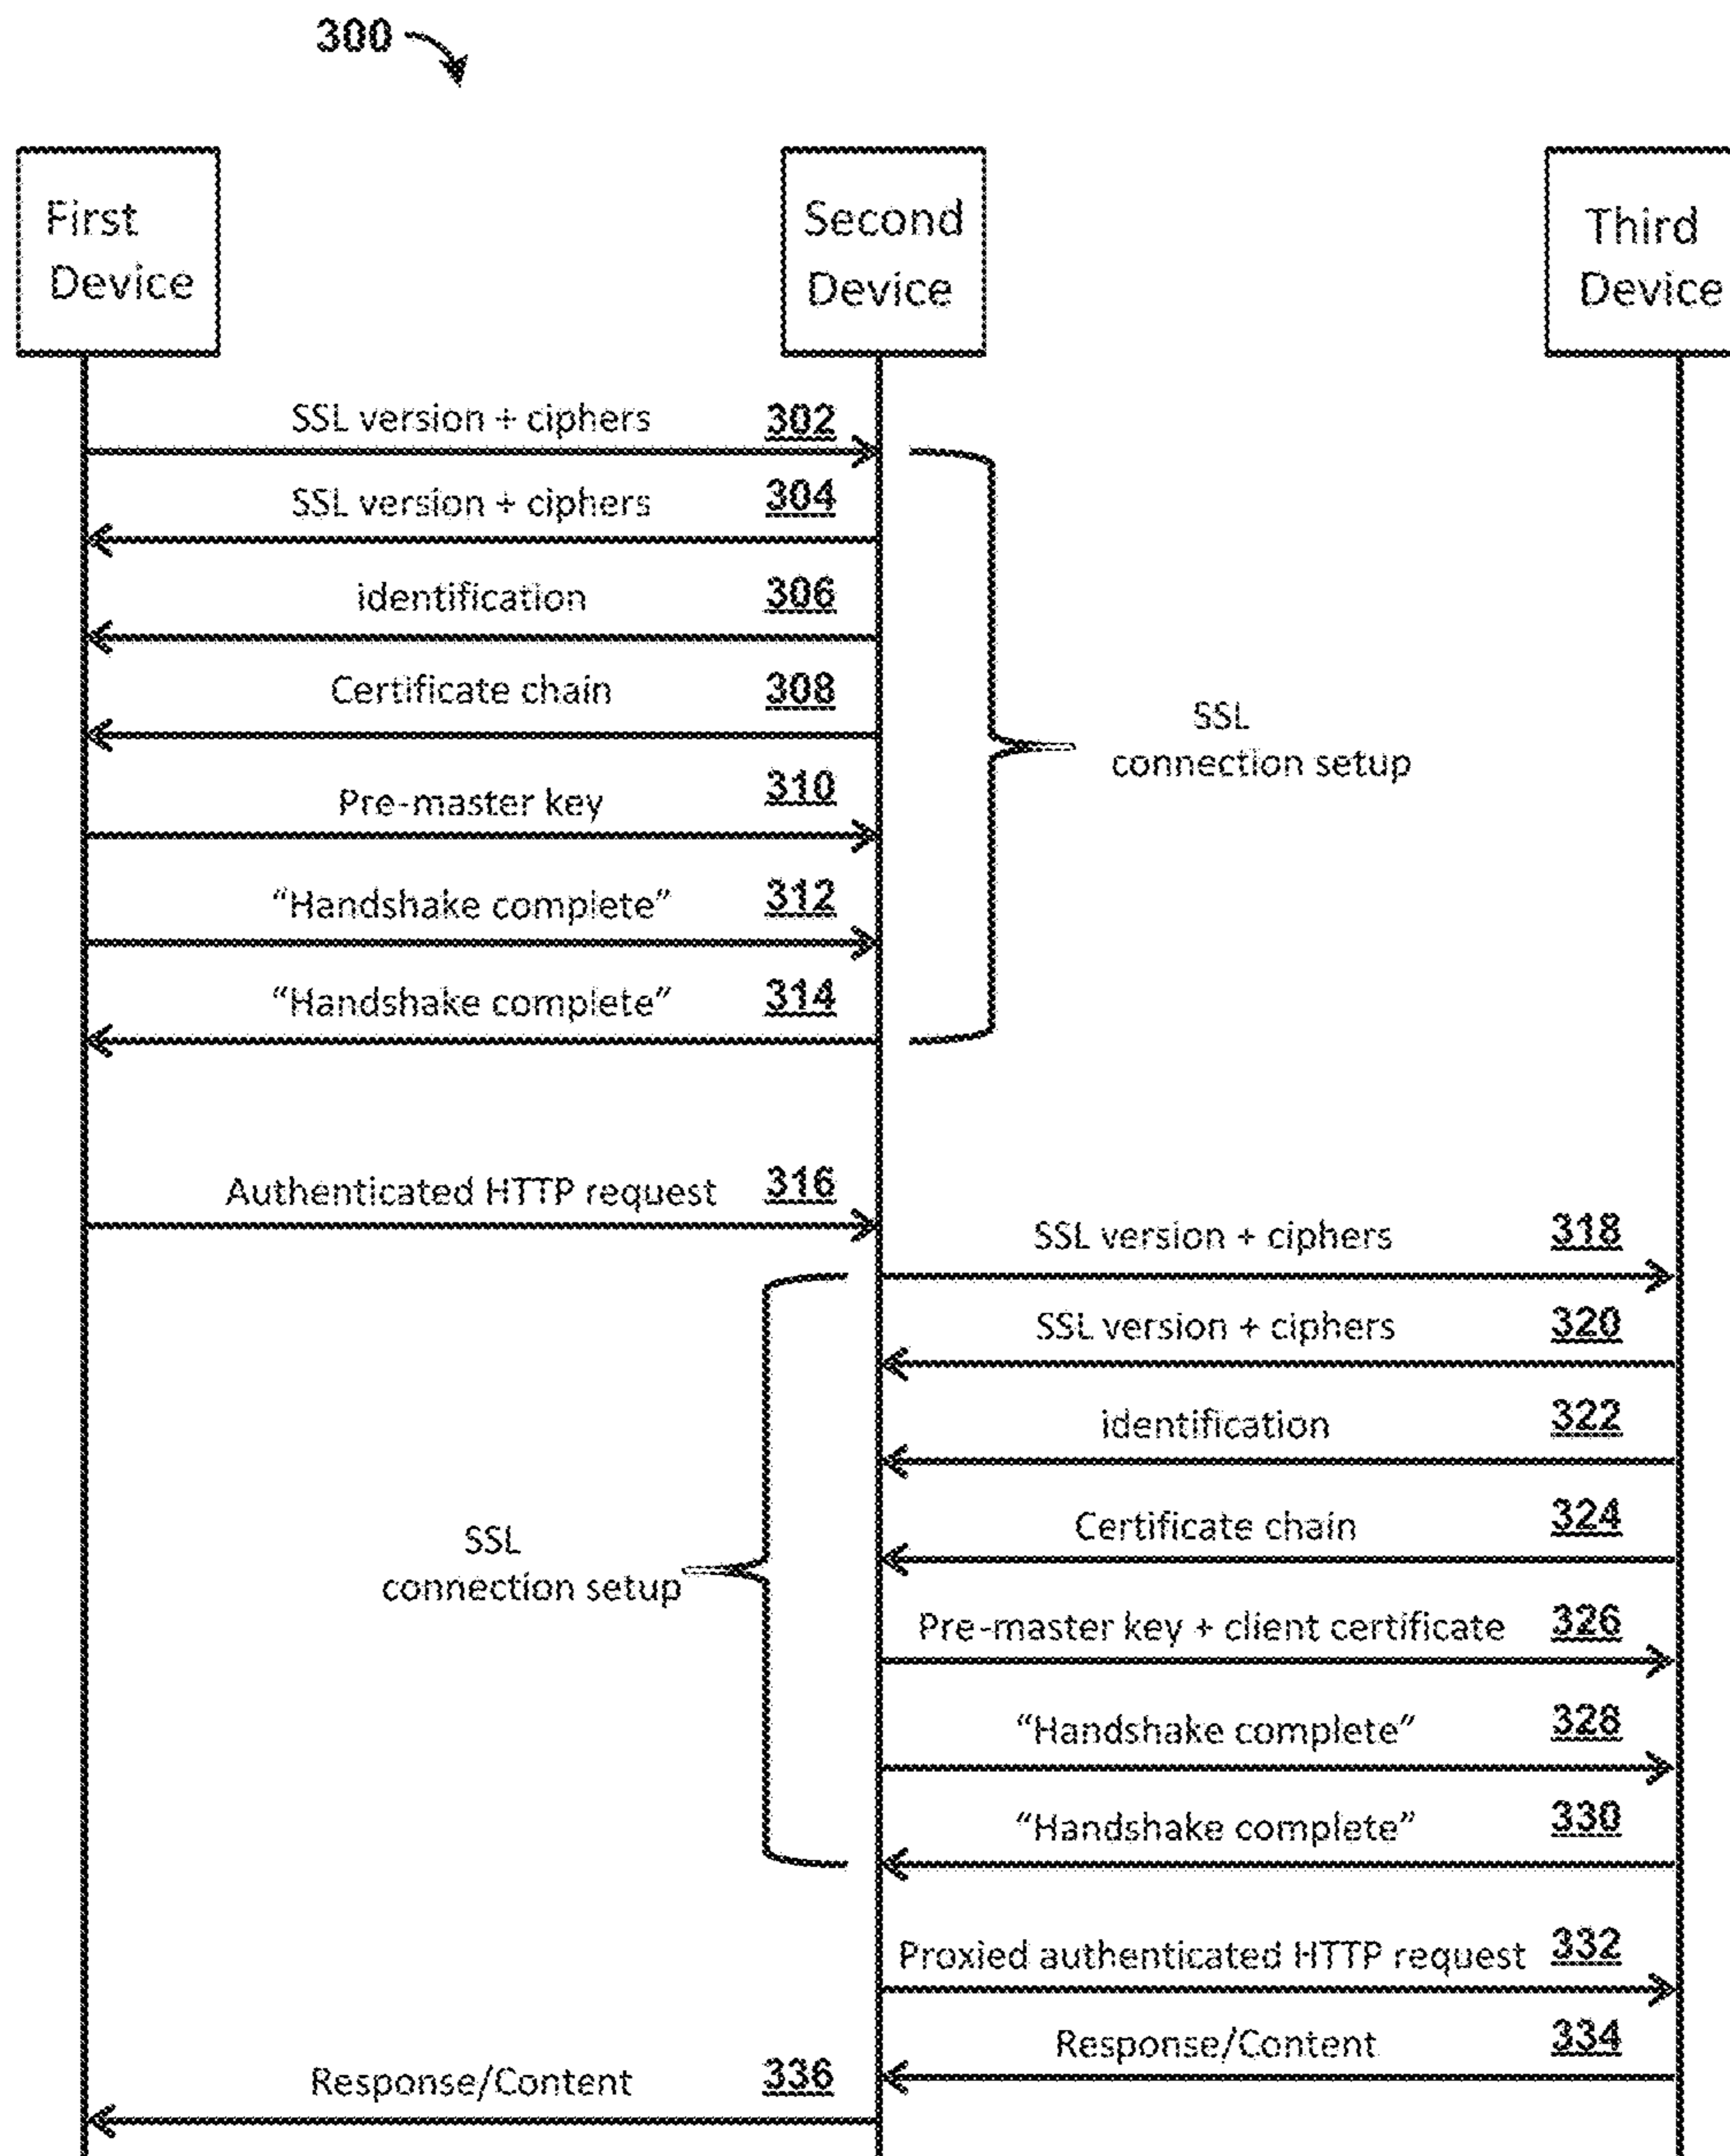 300
First
Device
Second
Device
Third
Device
SSL version + ciphers 302
SSL version + ciphers 304
identification 306
Certificate chain 308
SSL
connection setup
Pre-master key 310
“Handshake complete” 312
“Handshake complete” 314
Authenticated HTTP request 316
SSL version + ciphers 318
SSL version + ciphers 320
identification 322
Certificate chain 324
SSL
connection setup
Pre-master key + client certificate 326
“Handshake complete” 328
“Handshake complete” 330
Proxied authenticated HTTP request 332
Response/Content 334
Response/Content 336